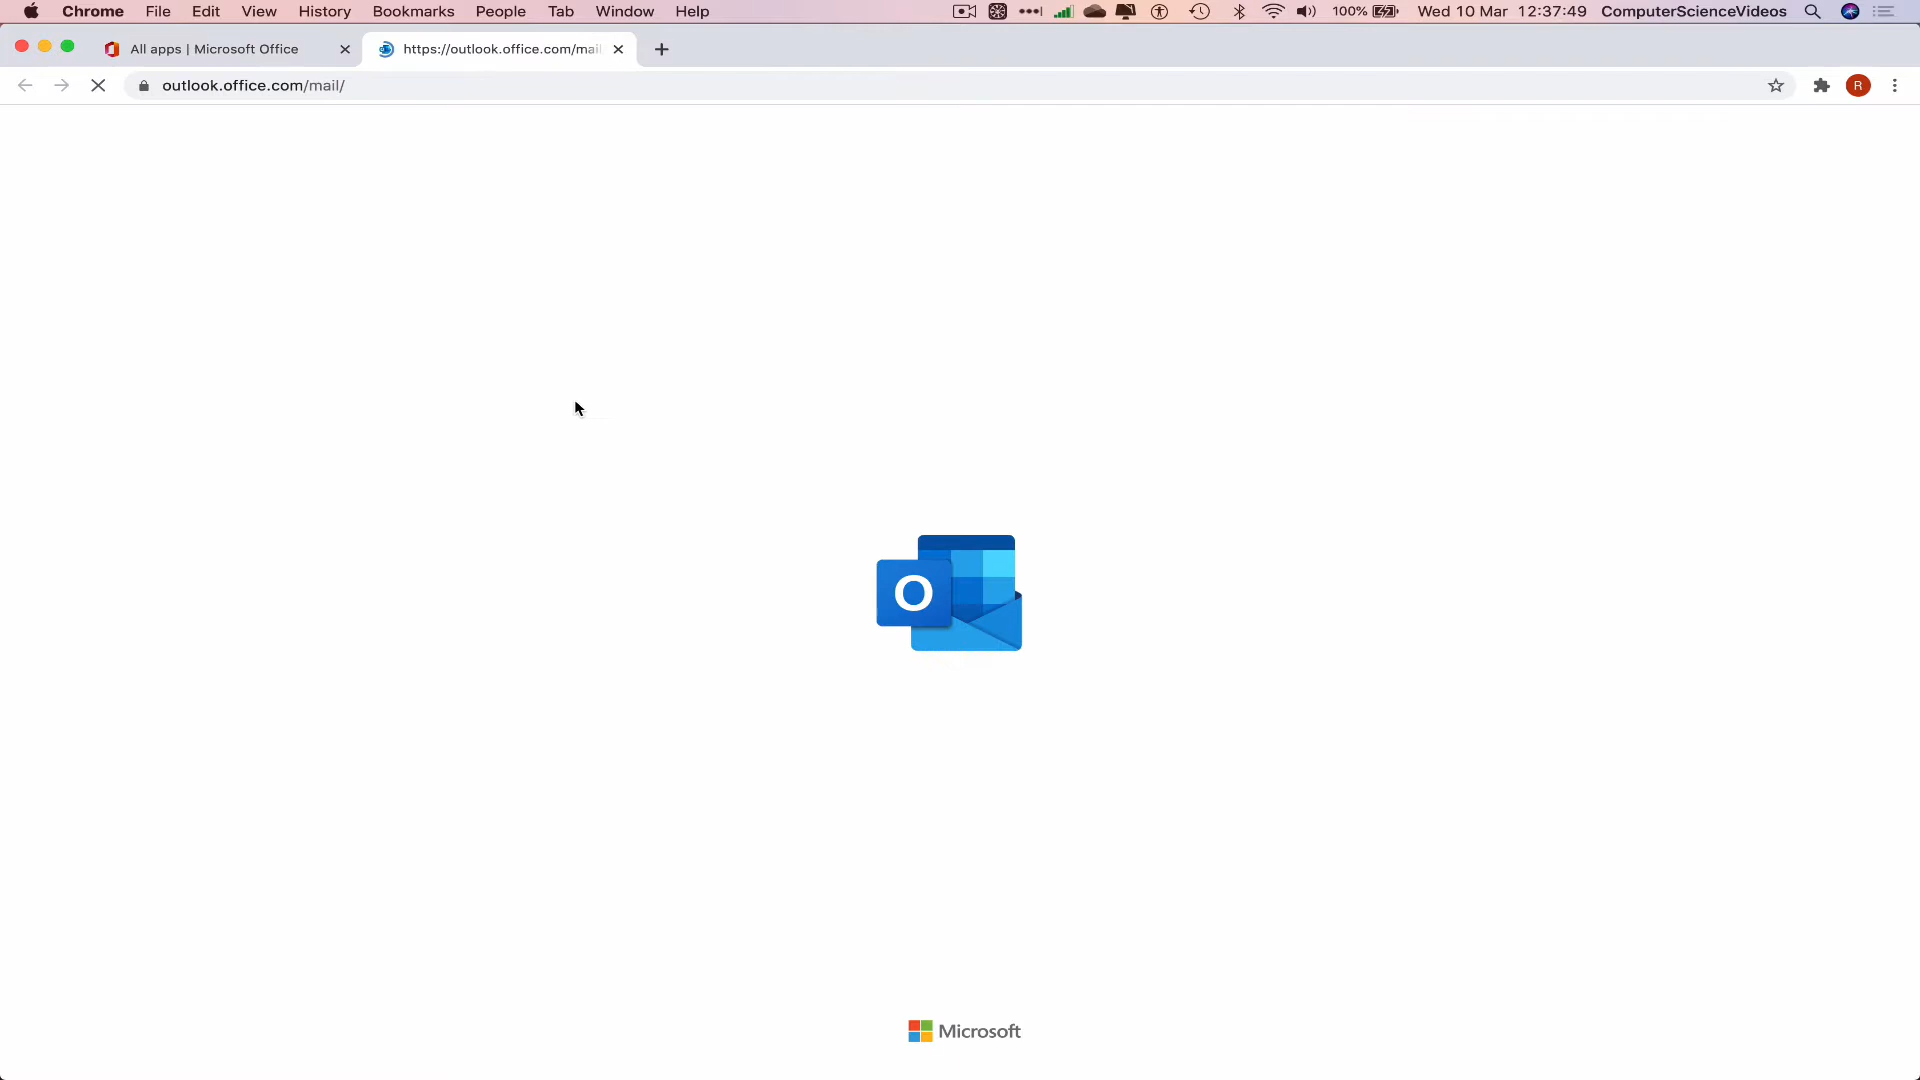 Chrome File Edit View History Bookmarks People Tab Window Help 100% Wed 10 Mar 12:37:49 ComputerScienceVideos
All apps | Microsoft Office https://outlook.office.com/mail
outlook.office.com/mail/ R
O
Microsoft